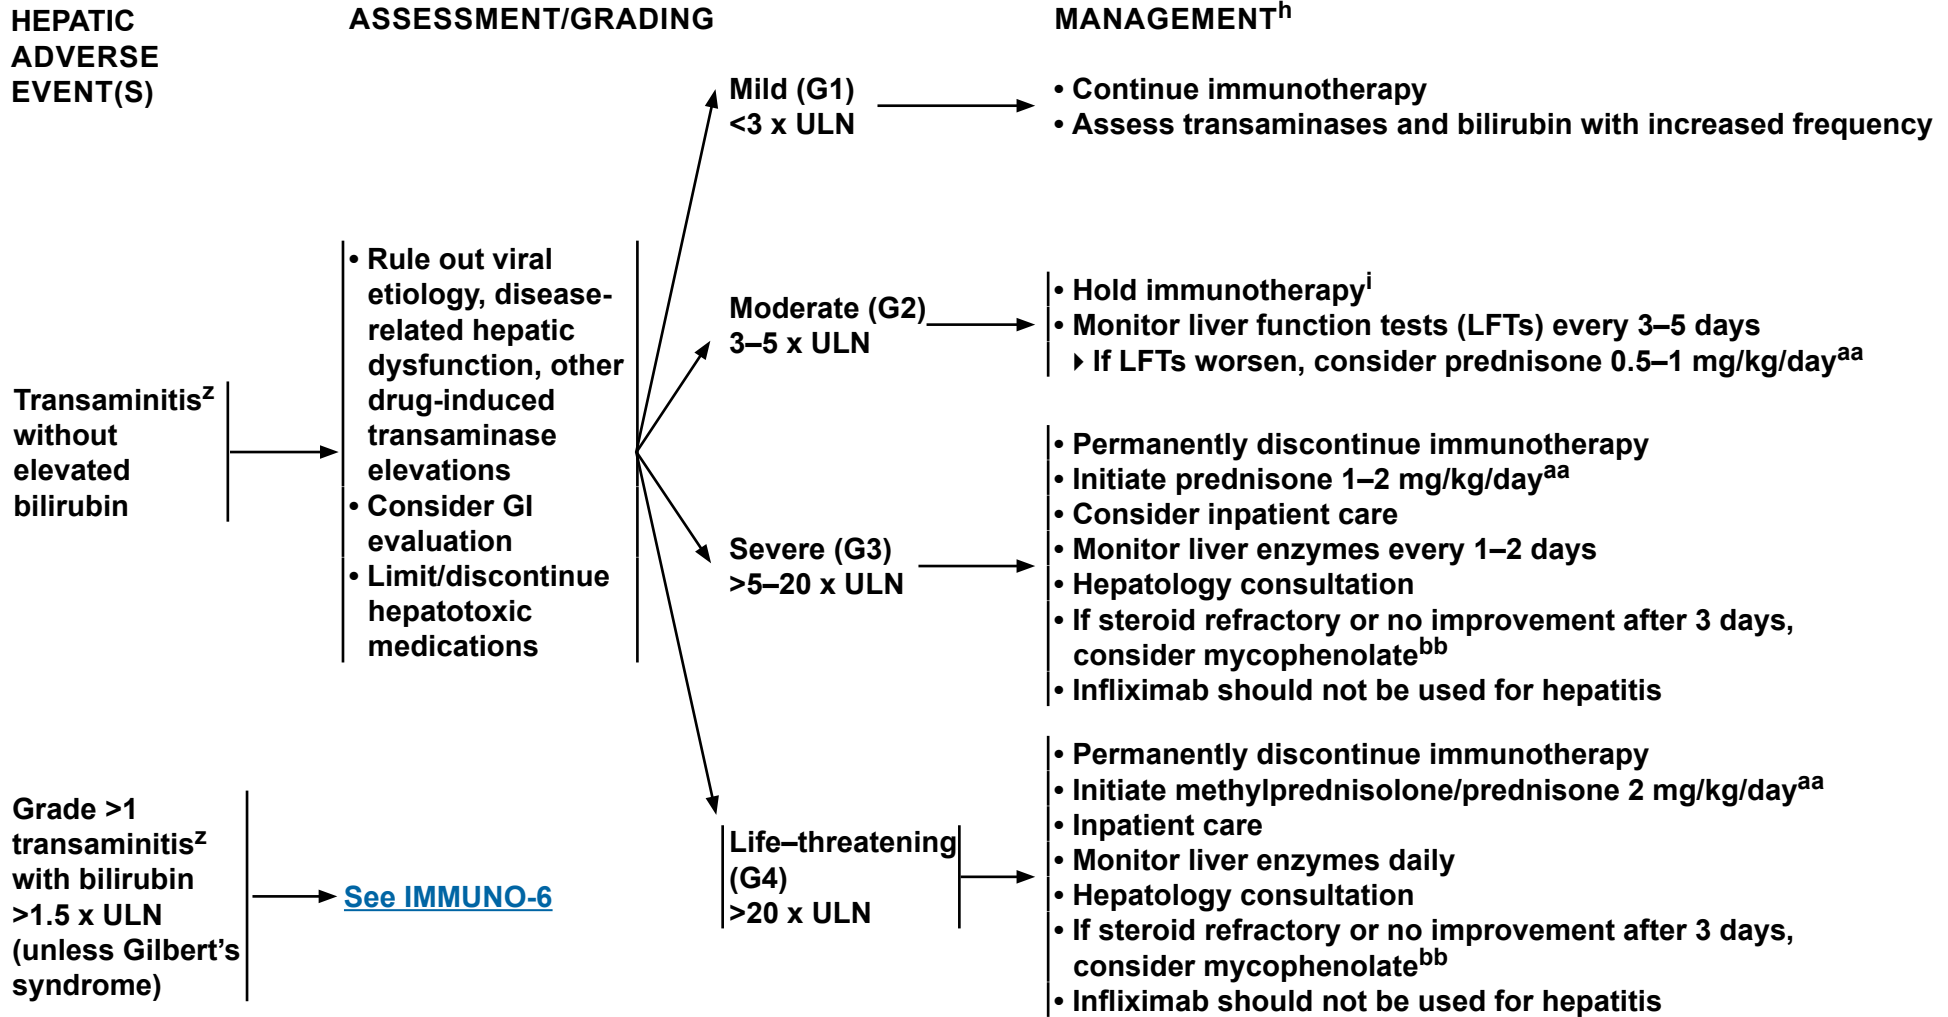 HEPATIC
ADVERSE
EVENT(S)
ASSESSMENT/GRADING
MANAGEMENTh
Transaminitisz
without
elevated
bilirubin
• Rule out viral
etiology, disease-
related hepatic
dysfunction, other
drug-induced
transaminase
elevations
• Consider GI
evaluation
• Limit/discontinue
hepatotoxic
medications
Mild (G1)
<3 x ULN
• Continue immunotherapy
• Assess transaminases and bilirubin with increased frequency
Moderate (G2)
3–5 x ULN
• Hold immunotherapyi
• Monitor liver function tests (LFTs) every 3–5 days
▸ If LFTs worsen, consider prednisone 0.5–1 mg/kg/dayaa
Severe (G3)
>5–20 x ULN
• Permanently discontinue immunotherapy
• Initiate prednisone 1–2 mg/kg/dayaa
• Consider inpatient care
• Monitor liver enzymes every 1–2 days
• Hepatology consultation
• If steroid refractory or no improvement after 3 days,
consider mycophenolatebb
• Infliximab should not be used for hepatitis
Life–threatening
(G4)
>20 x ULN
• Permanently discontinue immunotherapy
• Initiate methylprednisolone/prednisone 2 mg/kg/dayaa
• Inpatient care
• Monitor liver enzymes daily
• Hepatology consultation
• If steroid refractory or no improvement after 3 days,
consider mycophenolatebb
• Infliximab should not be used for hepatitis
Grade >1
transaminitisz
with bilirubin
>1.5 x ULN
(unless Gilbert's
syndrome)
See IMMUNO-6